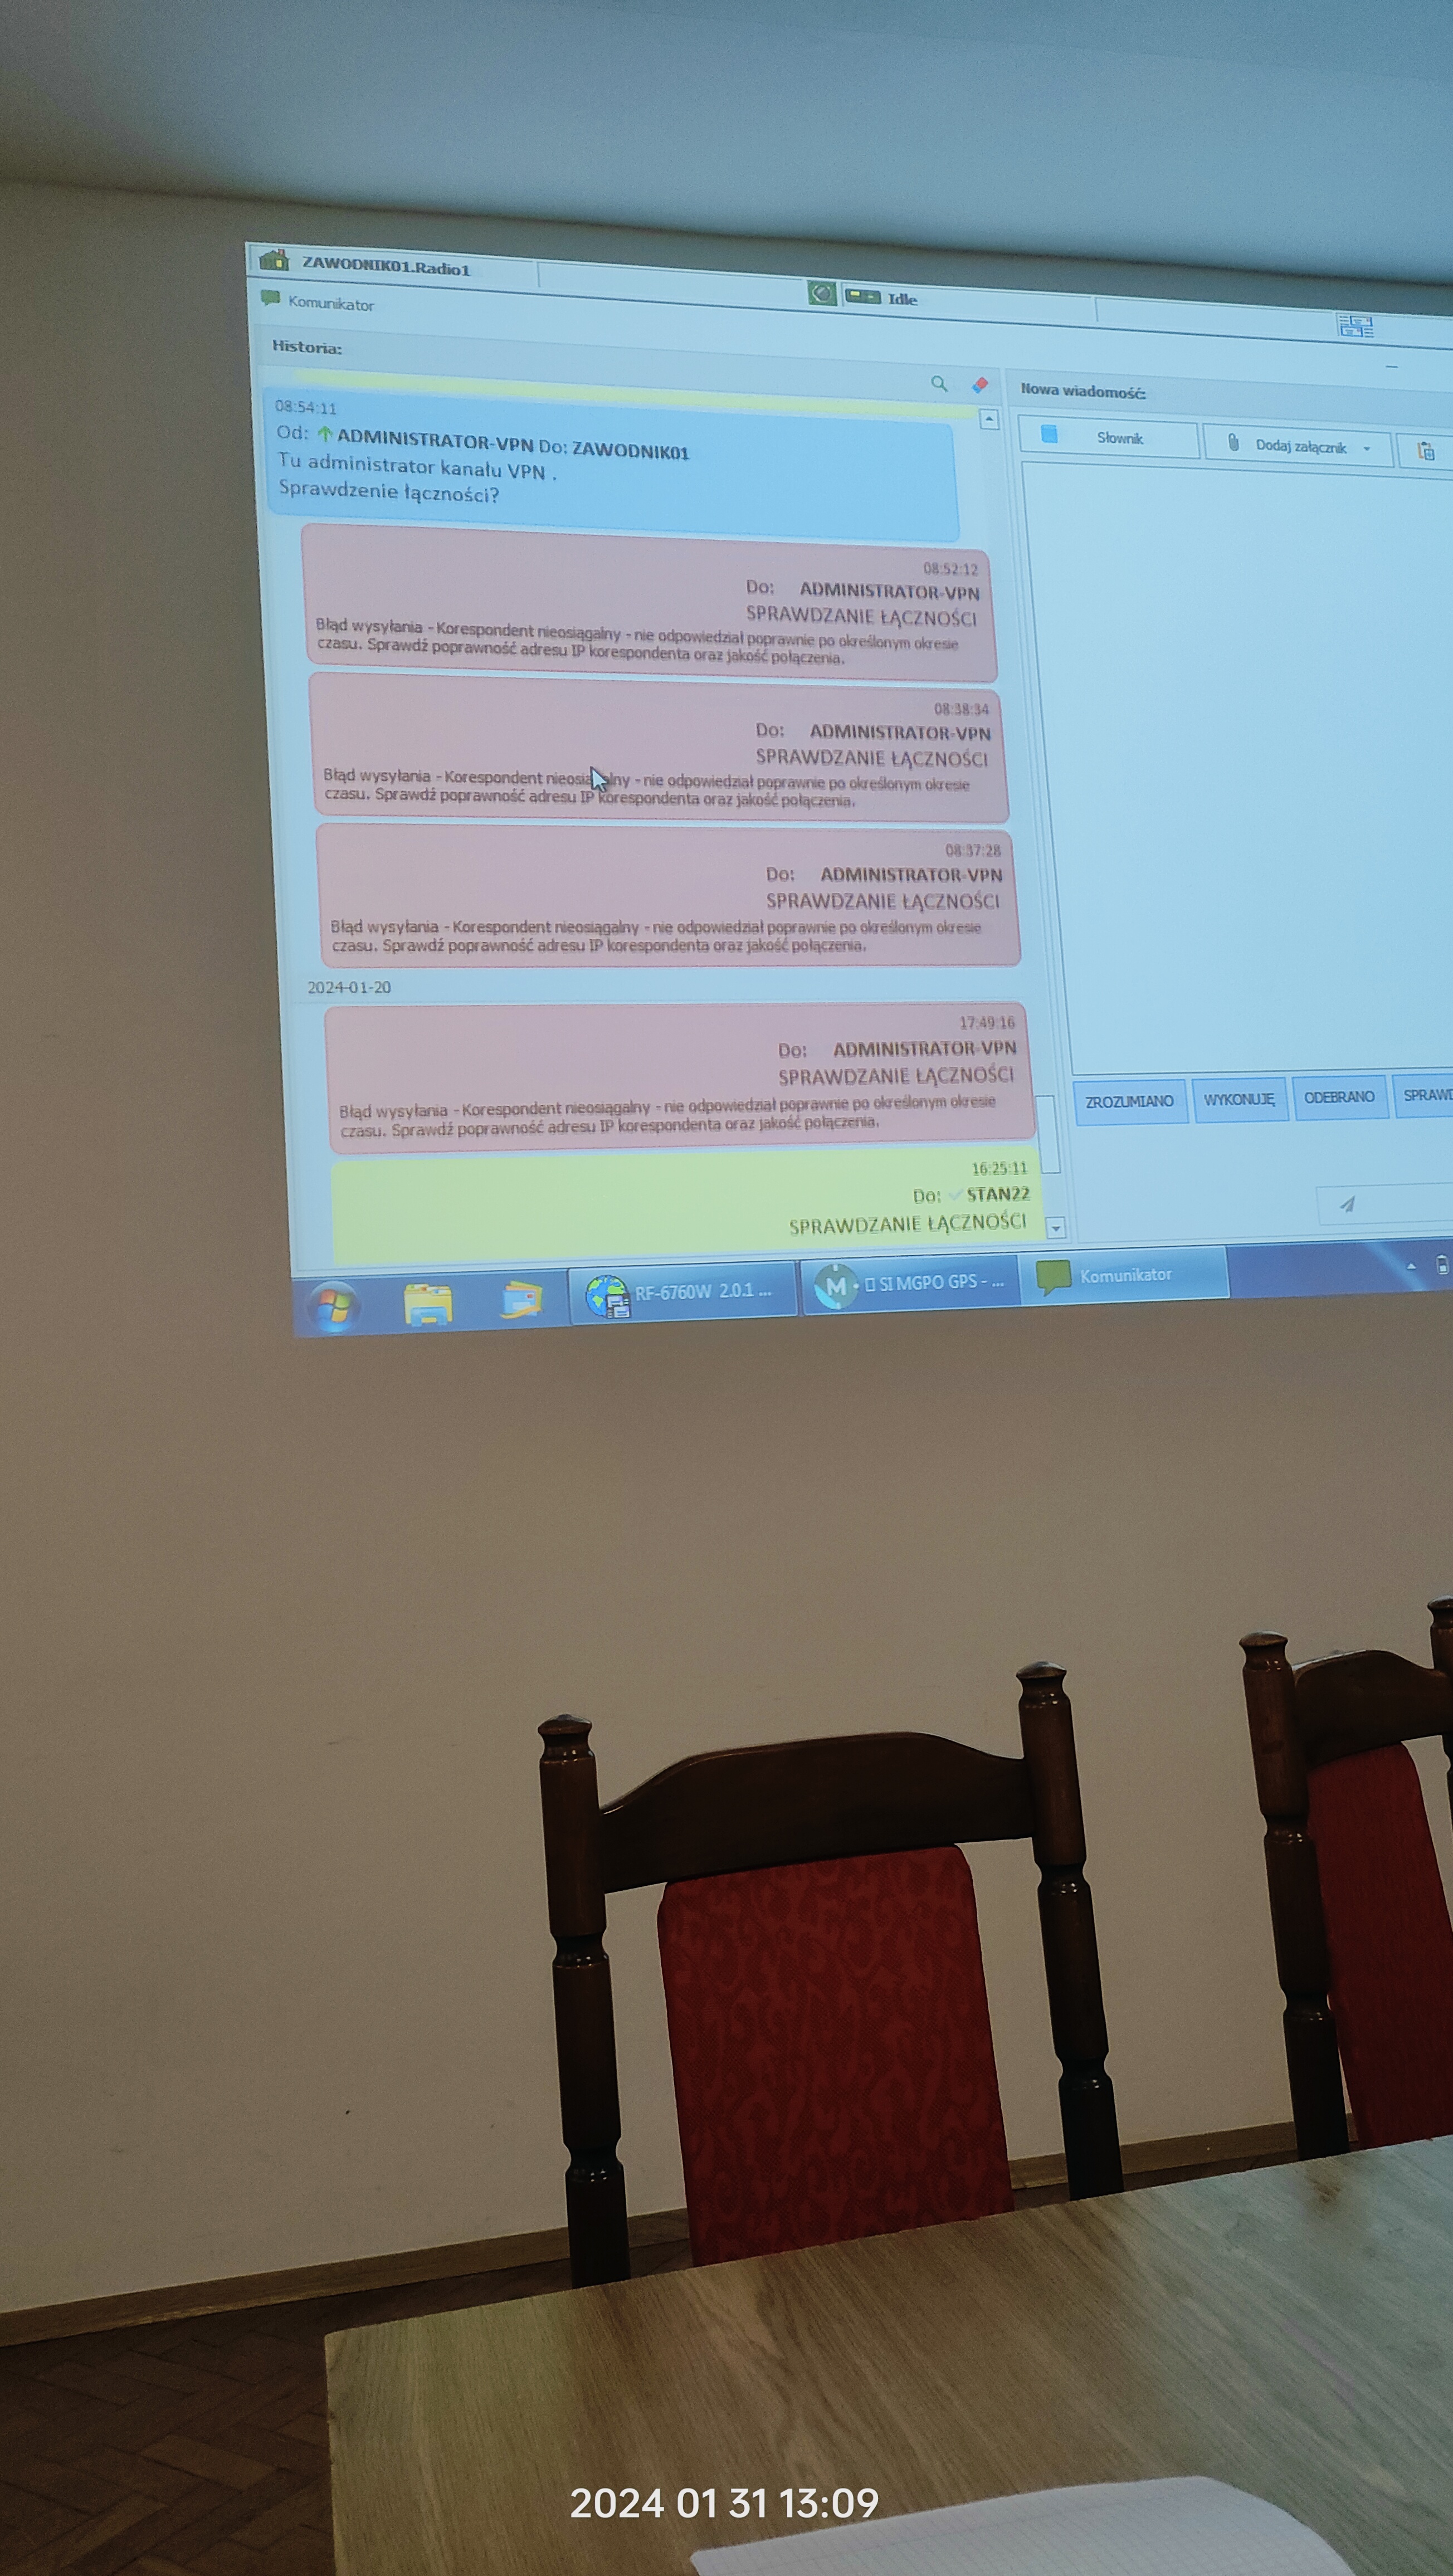 ZAWODNIK01.Radio1
Idle
Komunikator
Historia:
08:54:11
Od: ADMINISTRATOR-VPN Do: ZAWODNIK01
Tu administrator kanału VPN .
Sprawdzenie łączności?
08:52:12
Do: ADMINISTRATOR-VPN
SPRAWDZANIE ŁĄCZNOŚCI
Błąd wysyłania - Korespondent nieosiągalny - nie odpowiedział poprawnie po określonym okresie
czasu. Sprawdź poprawność adresu IP korespondenta oraz jakość połączenia.
08:38:34
Do: ADMINISTRATOR-VPN
SPRAWDZANIE ŁĄCZNOŚCI
Błąd wysyłania - Korespondent nieosiągalny - nie odpowiedział poprawnie po określonym okresie
czasu. Sprawdź poprawność adresu IP korespondenta oraz jakość połączenia.
08:37:28
Do: ADMINISTRATOR-VPN
SPRAWDZANIE ŁĄCZNOŚCI
Błąd wysyłania - Korespondent nieosiągalny - nie odpowiedział poprawnie po określonym okresie
czasu. Sprawdź poprawność adresu IP korespondenta oraz jakość połączenia.
2024-01-20
17:49:16
Do: ADMINISTRATOR-VPN
SPRAWDZANIE ŁĄCZNOŚCI
Błąd wysyłania - Korespondent nieosiągalny - nie odpowiedział poprawnie po określonym okresie
czasu. Sprawdź poprawność adresu IP korespondenta oraz jakość połączenia.
16:25:11
Do: STAN22
SPRAWDZANIE ŁĄCZNOŚCI
Nowa wiadomość:
Słownik
Dodaj załącznik
ZROZUMIANO WYKONUJĘ ODEBRANO SPRAWD
RF-6760W 2.0.1 ...
M SI MGPO GPS - ...
Komunikator
2024 01 31 13:09